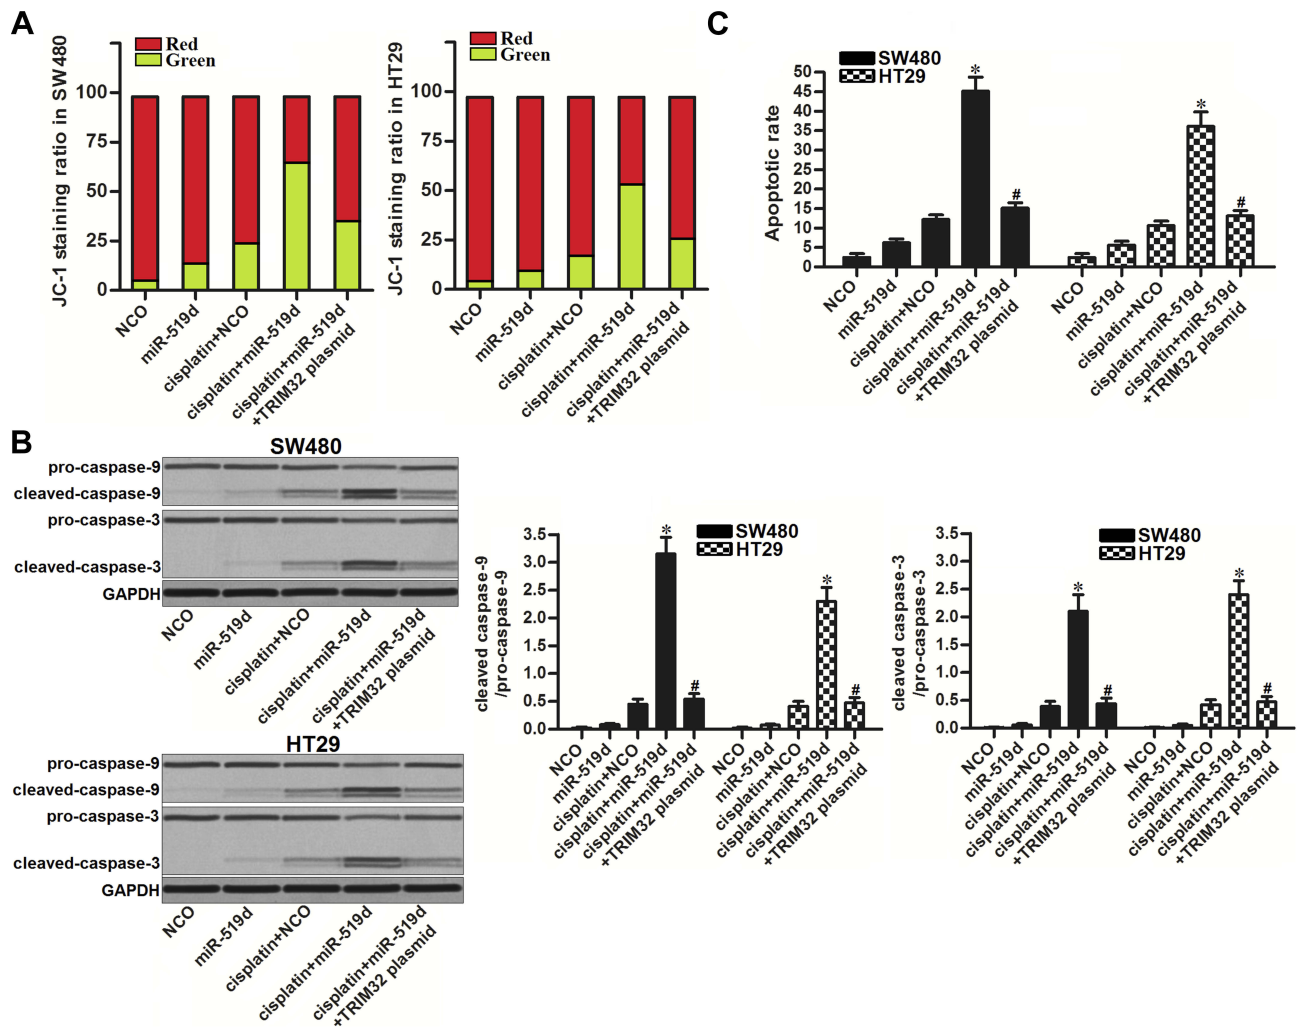 A
JC-1 staining ratio in SW480
Red
Green
100
75
50
25
0
NCO
miR-519d
cisplatin+NCO
cisplatin+miR-519d
cisplatin+miR-519d
+TRIM32 plasmid
JC-1 staining ratio in HT29
Red
Green
100
75
50
25
0
NCO
miR-519d
cisplatin+NCO
cisplatin+miR-519d
cisplatin+miR-519d
+TRIM32 plasmid
C
Apoptotic rate
SW480
HT29
50
45
40
35
30
25
20
15
10
5
0
*
#
*
#
NCO
miR-519d
cisplatin+NCO
cisplatin+miR-519d
cisplatin+miR-519d
+TRIM32 plasmid
NCO
miR-519d
cisplatin+NCO
cisplatin+miR-519d
cisplatin+miR-519d
+TRIM32 plasmid
B
SW480
pro-caspase-9
cleaved-caspase-9
pro-caspase-3
cleaved-caspase-3
GAPDH
NCO
miR-519d
cisplatin+NCO
cisplatin+miR-519d
cisplatin+miR-519d
+TRIM32 plasmid
HT29
pro-caspase-9
cleaved-caspase-9
pro-caspase-3
cleaved-caspase-3
GAPDH
NCO
miR-519d
cisplatin+NCO
cisplatin+miR-519d
cisplatin+miR-519d
+TRIM32 plasmid
cleaved caspase-9
/pro-caspase-9
SW480
HT29
3.5
3.0
2.5
2.0
1.5
1.0
0.5
0.0
*
#
*
#
NCO
miR-519d
cisplatin+NCO
cisplatin+miR-519d
cisplatin+miR-519d
+TRIM32 plasmid
NCO
miR-519d
cisplatin+NCO
cisplatin+miR-519d
cisplatin+miR-519d
+TRIM32 plasmid
cleaved caspase-3
/pro-caspase-3
SW480
HT29
3.5
3.0
2.5
2.0
1.5
1.0
0.5
0.0
*
#
*
#
NCO
miR-519d
cisplatin+NCO
cisplatin+miR-519d
cisplatin+miR-519d
+TRIM32 plasmid
NCO
miR-519d
cisplatin+NCO
cisplatin+miR-519d
cisplatin+miR-519d
+TRIM32 plasmid